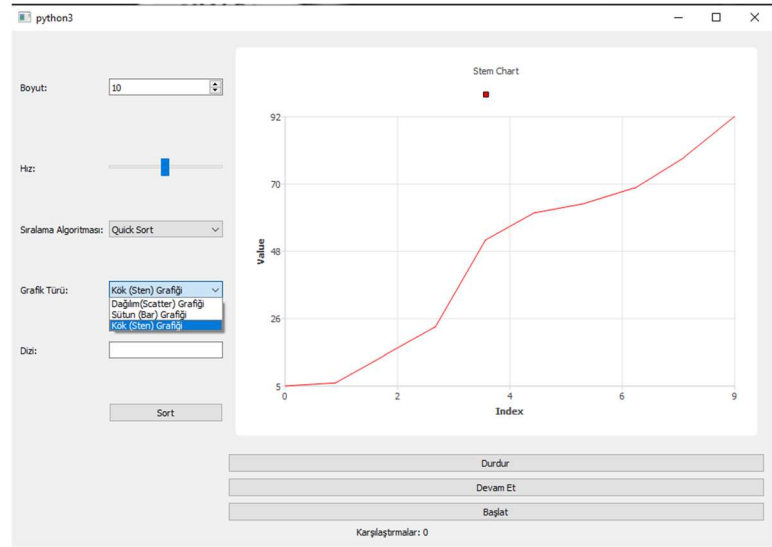 python3
Boyut:
10
Hız:
Sıralama Algoritması:
Quick Sort
Grafik Türü:
Kök (Sten) Grafiği
Dağılım(Scatter) Grafiği
Sütun (Bar) Grafiği
Kök (Sten) Grafiği
Dizi:
Sort
Stem Chart
92
70
48
26
5
Value
0
2
4
6
9
Index
Durdur
Devam Et
Başlat
Karşılaştırmalar: 0